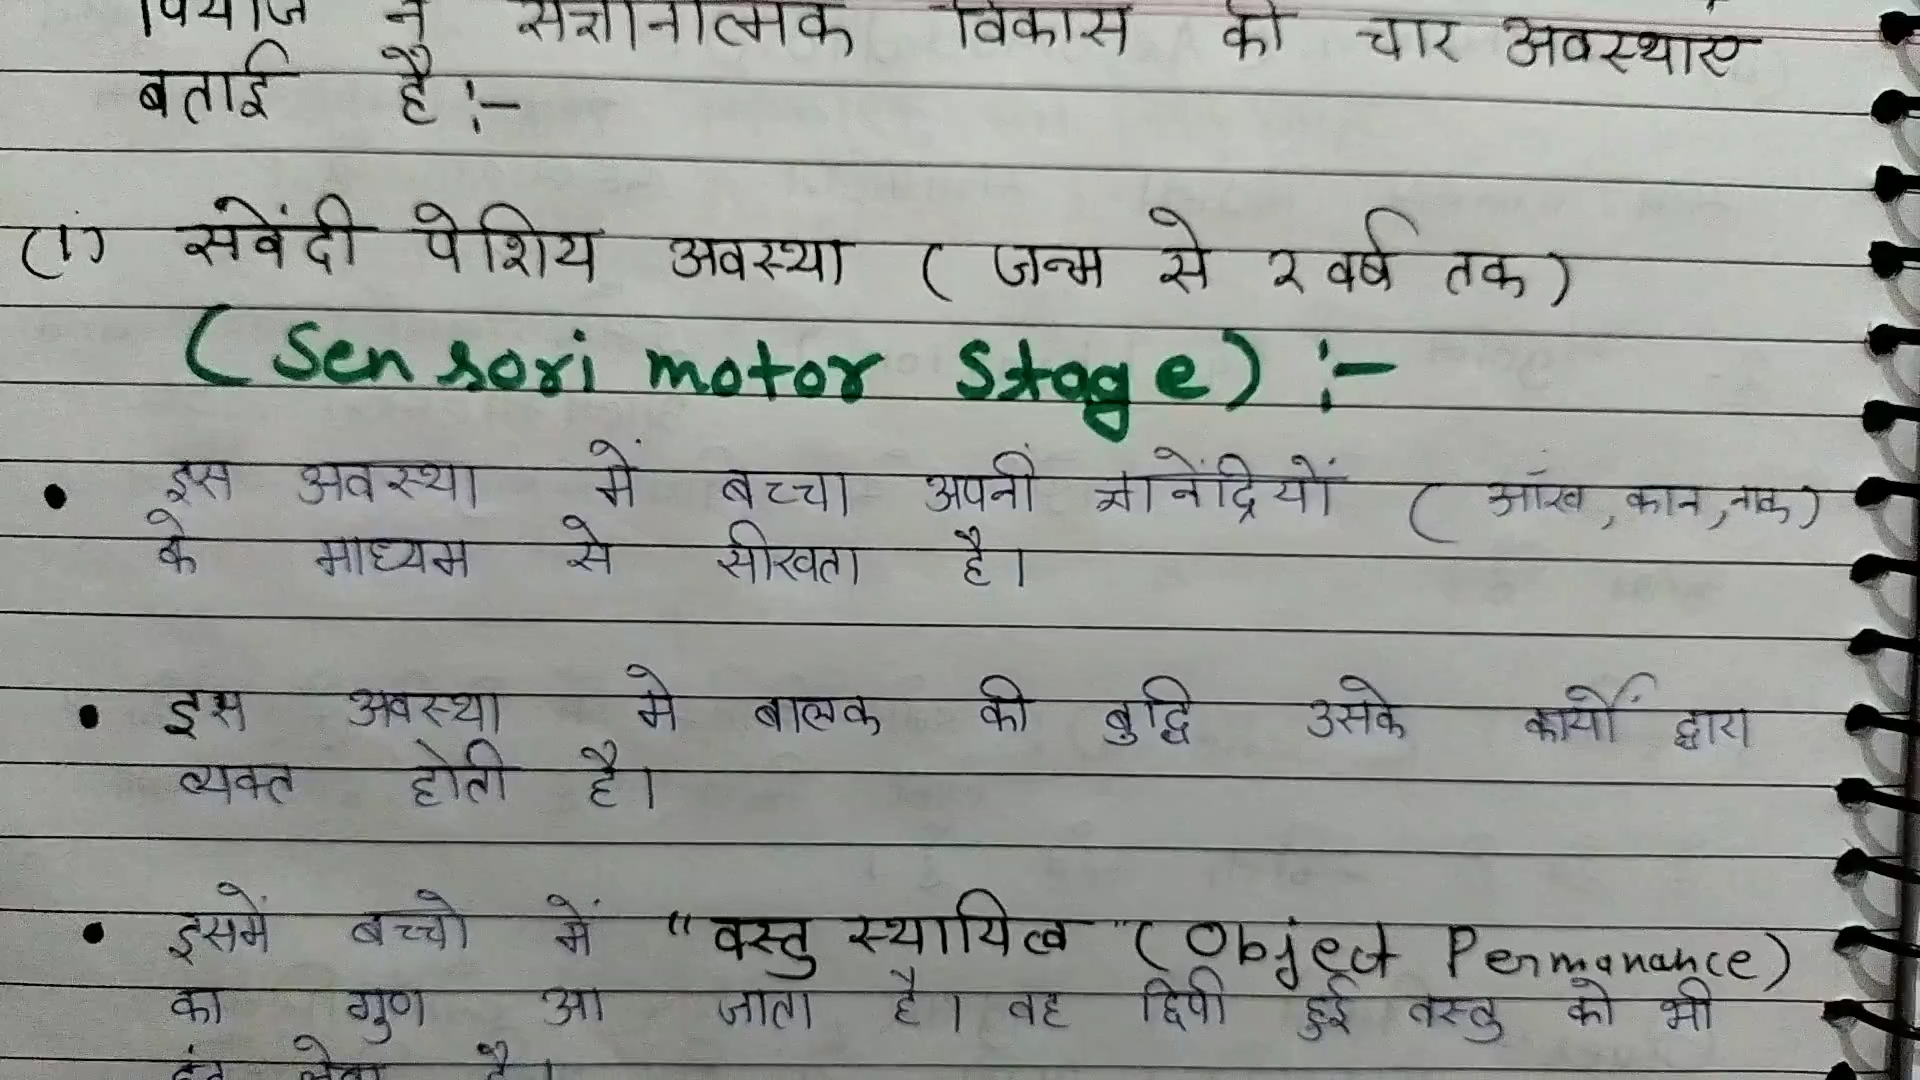 पियाजे ने संज्ञानात्मक विकास की चार अवस्थाएं
बताई है :-
(1) सवेंदी पेशिय अवस्था ( जन्म से 2 वर्ष तक )
( Sensori motor Stage) :-
• इस अवस्था में बच्चा अपनी ज्ञानेंद्रियों ( आँख, कान, नाक)
के माध्यम से सीखता है।
• इस अवस्था मे बालक की बुद्धि उसके कार्यों द्वारा
व्यक्त होती है।
• इसमें बच्चो में "वस्तु स्थायित्व" (Object Permanance)
का गुण आ जाता है। वह छिपी हुई वस्तु को भी
है।